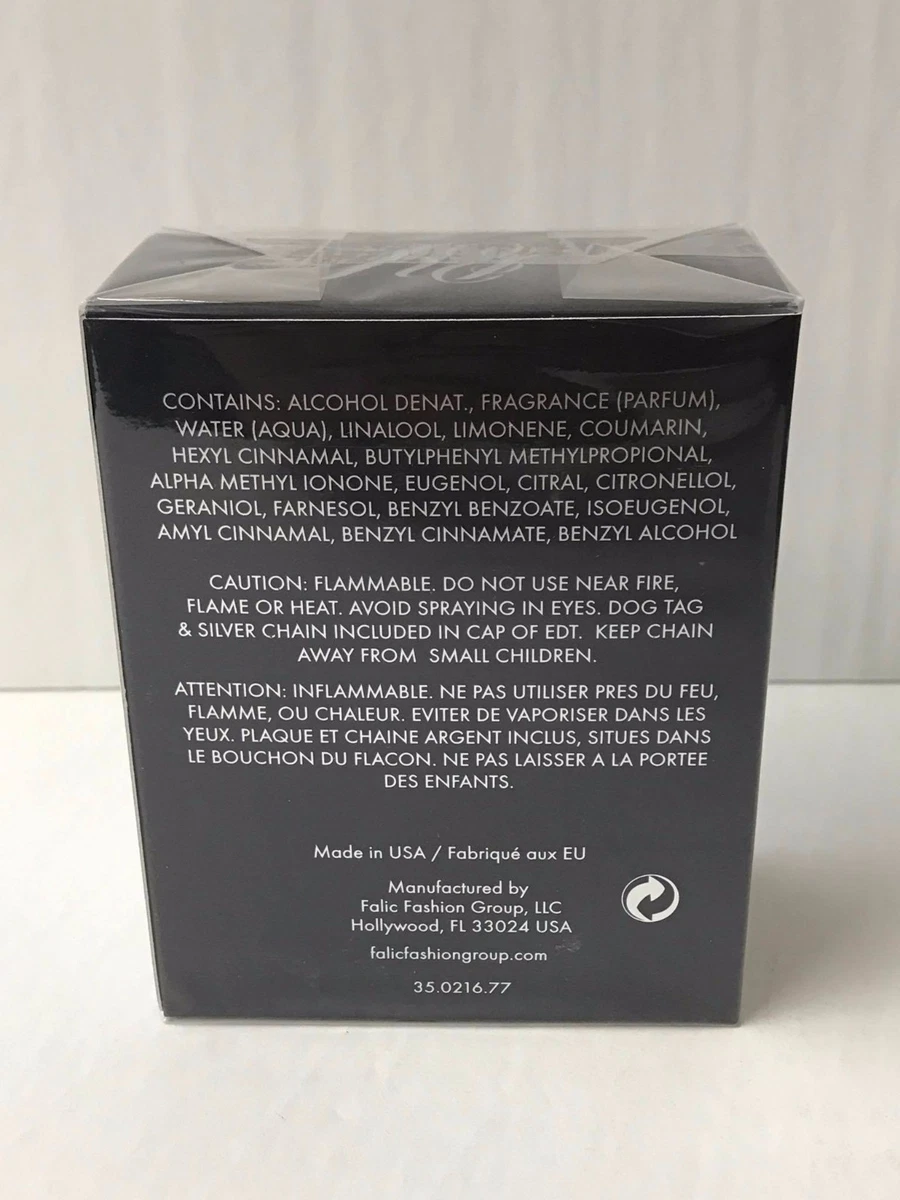 CONTAINS: ALCOHOL DENAT., FRAGRANCE (PARFUM),
WATER (AQUA), LINALOOL, LIMONENE, COUMARIN,
HEXYL CINNAMAL, BUTYLPHENYL METHYLPROPIONAL,
ALPHA METHYL IONONE, EUGENOL, CITRAL, CITRONELLOL,
GERANIOL, FARNESOL, BENZYL BENZOATE, ISOEUGENOL,
AMYL CINNAMAL, BENZYL CINNAMATE, BENZYL ALCOHOL
CAUTION: FLAMMABLE. DO NOT USE NEAR FIRE,
FLAME OR HEAT. AVOID SPRAYING IN EYES. DOG TAG
& SILVER CHAIN INCLUDED IN CAP OF EDT. KEEP CHAIN
AWAY FROM SMALL CHILDREN.
ATTENTION: INFLAMMABLE. NE PAS UTILISER PRES DU FEU,
FLAMME, OU CHALEUR. EVITER DE VAPORISER DANS LES
YEUX. PLAQUE ET CHAINE ARGENT INCLUS, SITUES DANS
LE BOUCHON DU FLACON. NE PAS LAISSER A LA PORTEE
DES ENFANTS.
Made in USA / Fabriqué aux EU
Manufactured by
Falic Fashion Group, LLC
Hollywood, FL 33024 USA
falicfashiongroup.com
35.0216.77